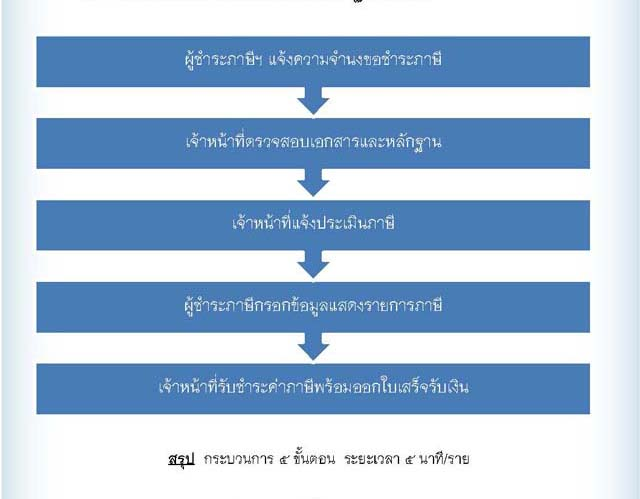 ผู้ชำระภาษีฯ แจ้งความจำนงขอชำระภาษี
เจ้าหน้าที่ตรวจสอบเอกสารและหลักฐาน
เจ้าหน้าที่แจ้งประเมินภาษี
ผู้ชำระภาษีกรอกข้อมูลแสดงรายการภาษี
เจ้าหน้าที่รับชำระค่าภาษีพร้อมออกใบเสร็จรับเงิน
สรุป กระบวนการ ๕ ขั้นตอน ระยะเวลา ๕ นาที/ราย